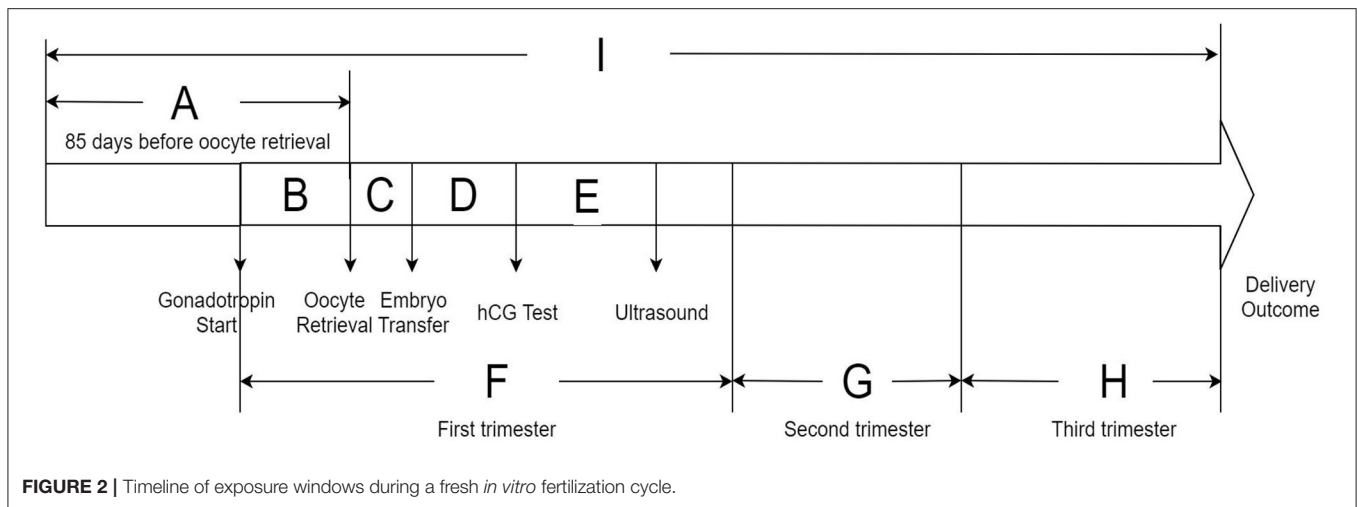 I
A
85 days before oocyte retrieval
B C D E
Gonadotropin
Start
Oocyte
Retrieval
Embryo
Transfer
hCG Test
Ultrasound
Delivery
Outcome
F G H
First trimester Second trimester Third trimester
FIGURE 2 | Timeline of exposure windows during a fresh in vitro fertilization cycle.